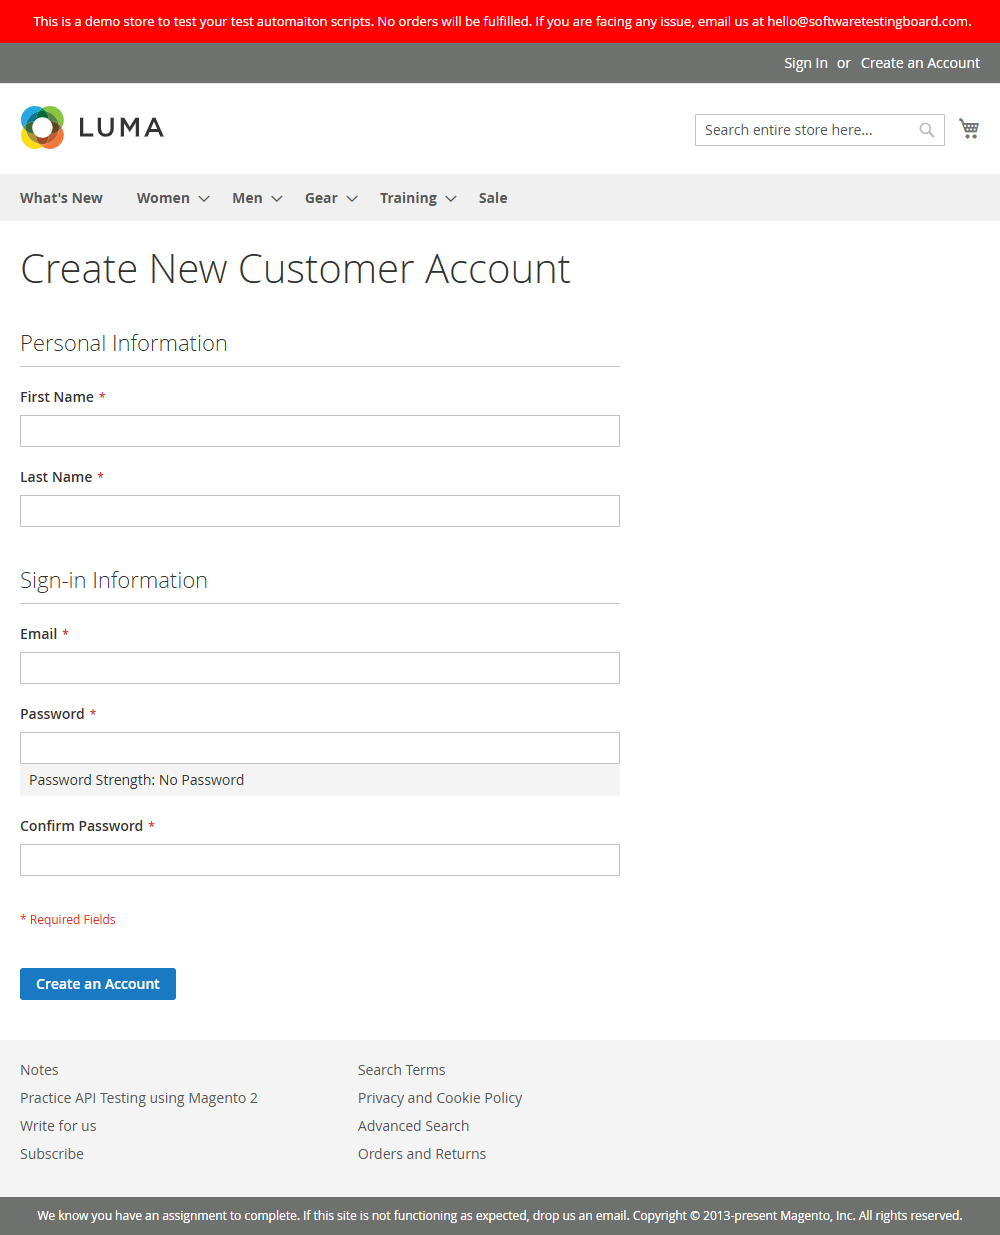 This is a demo store to test your test automaiton scripts. No orders will be fulfilled. If you are facing any issue, email us at hello@softwaretestingboard.com.
Sign In or Create an Account
LUMA
Search entire store here...
What's New Women Men Gear Training Sale
Create New Customer Account
Personal Information
First Name *
Last Name *
Sign-in Information
Email *
Password *
Password Strength: No Password
Confirm Password *
* Required Fields
Create an Account
Notes
Practice API Testing using Magento 2
Write for us
Subscribe
Search Terms
Privacy and Cookie Policy
Advanced Search
Orders and Returns
We know you have an assignment to complete. If this site is not functioning as expected, drop us an email. Copyright © 2013-present Magento, Inc. All rights reserved.